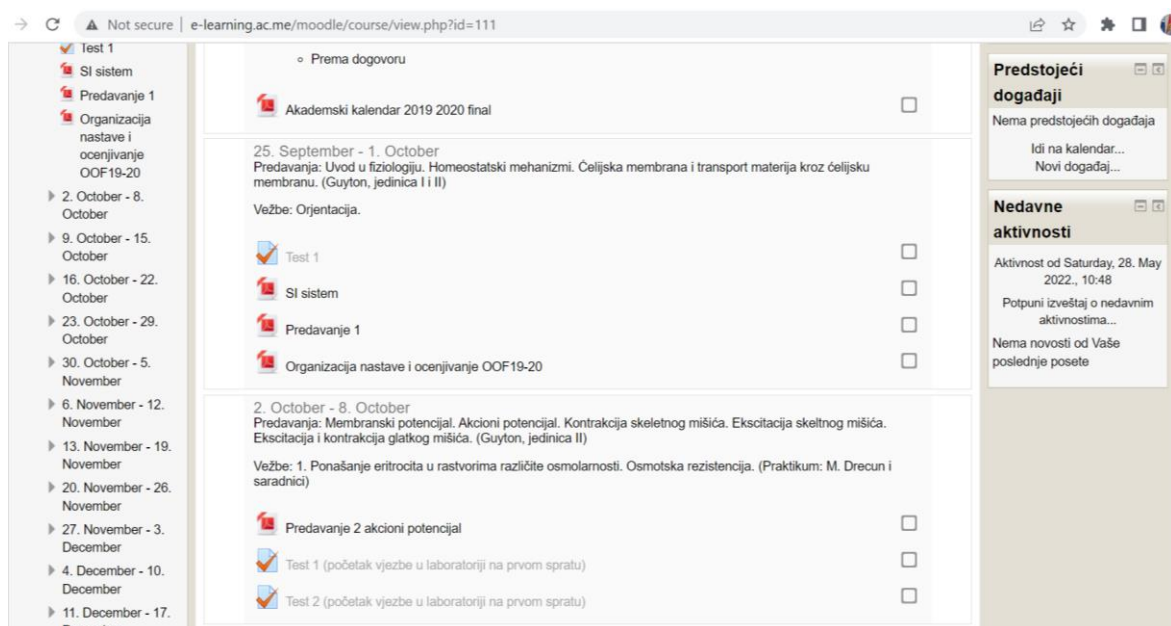 Not secure | e-learning.ac.me/moodle/course/view.php?id=111
Test 1
SI sistem
Predavanje 1
Organizacija
nastave i
ocenjivanje
OOF19-20
2. October - 8.
October
9. October - 15.
October
16. October - 22.
October
23. October - 29.
October
30. October - 5.
November
6. November - 12.
November
13. November - 19.
November
20. November - 26.
November
27. November - 3.
December
4. December - 10.
December
11. December - 17.
Prema dogovoru
Akademski kalendar 2019 2020 final
25. September - 1. October
Predavanja: Uvod u fiziologiju. Homeostatski mehanizmi. Ćelijska membrana i transport materija kroz ćelijsku
membranu. (Guyton, jedinica I i II)
Vežbe: Orjentacija.
Test 1
SI sistem
Predavanje 1
Organizacija nastave i ocenjivanje OOF19-20
2. October - 8. October
Predavanja: Membranski potencijal. Akcioni potencijal. Kontrakcija skeletnog mišića. Ekscitacija skeltnog mišića.
Ekscitacija i kontrakcija glatkog mišića. (Guyton, jedinica II)
Vežbe: 1. Ponašanje eritrocita u rastvorima različite osmolarnosti. Osmotska rezistencija. (Praktikum: M. Drecun i
saradnici)
Predavanje 2 akcioni potencijal
Test 1 (početak vjezbe u laboratoriji na prvom spratu)
Test 2 (početak vjezbe u laboratoriji na prvom spratu)
Predstojeći
događaji
Nema predstojećih događaja
Idi na kalendar...
Novi događaj...
Nedavne
aktivnosti
Aktivnost od Saturday, 28. May
2022., 10:48
Potpuni izveštaj o nedavnim
aktivnostima...
Nema novosti od Vaše
poslednje posete